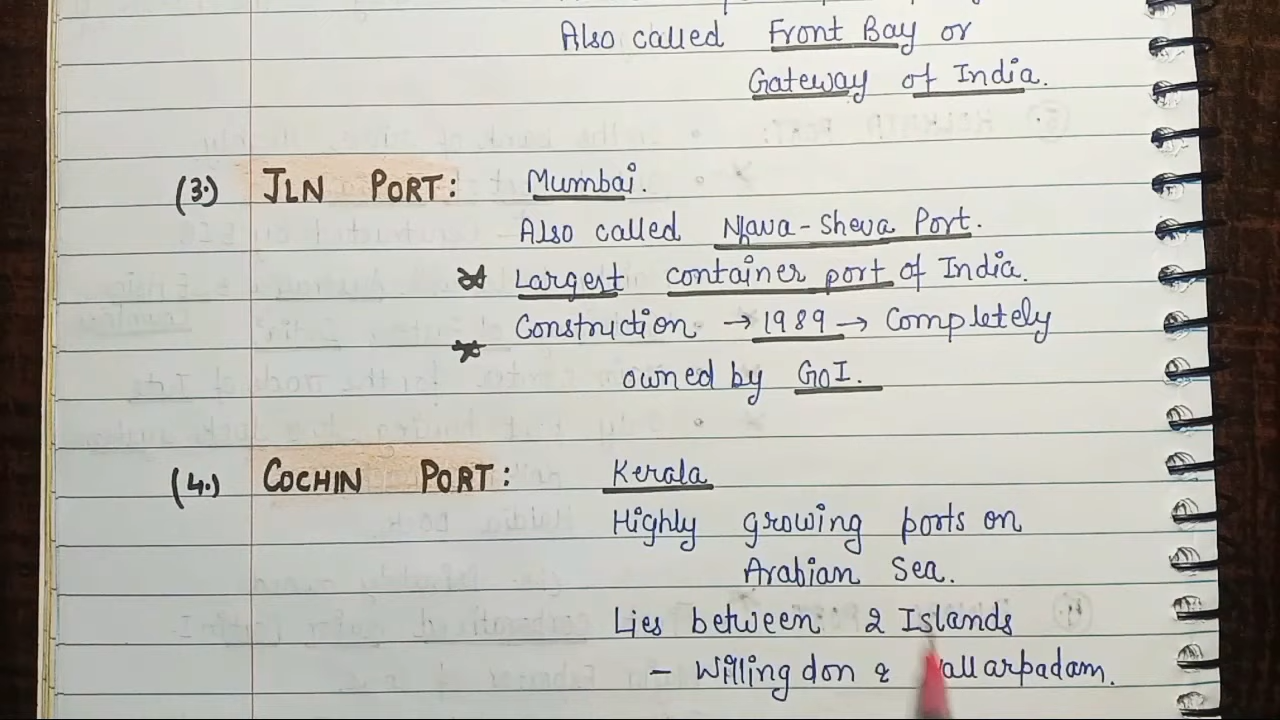 Also called Front Bay or
Gateway of India.
(3.) JLN PORT: Mumbai.
Also called Nhava-Sheva Port.
Largest container port of India.
Constriction → 1989 → Completely
owned by GoI.
(4.) COCHIN PORT: Kerala
Highly growing ports on
Arabian Sea.
Lies between 2 Islands
- Willingdon &